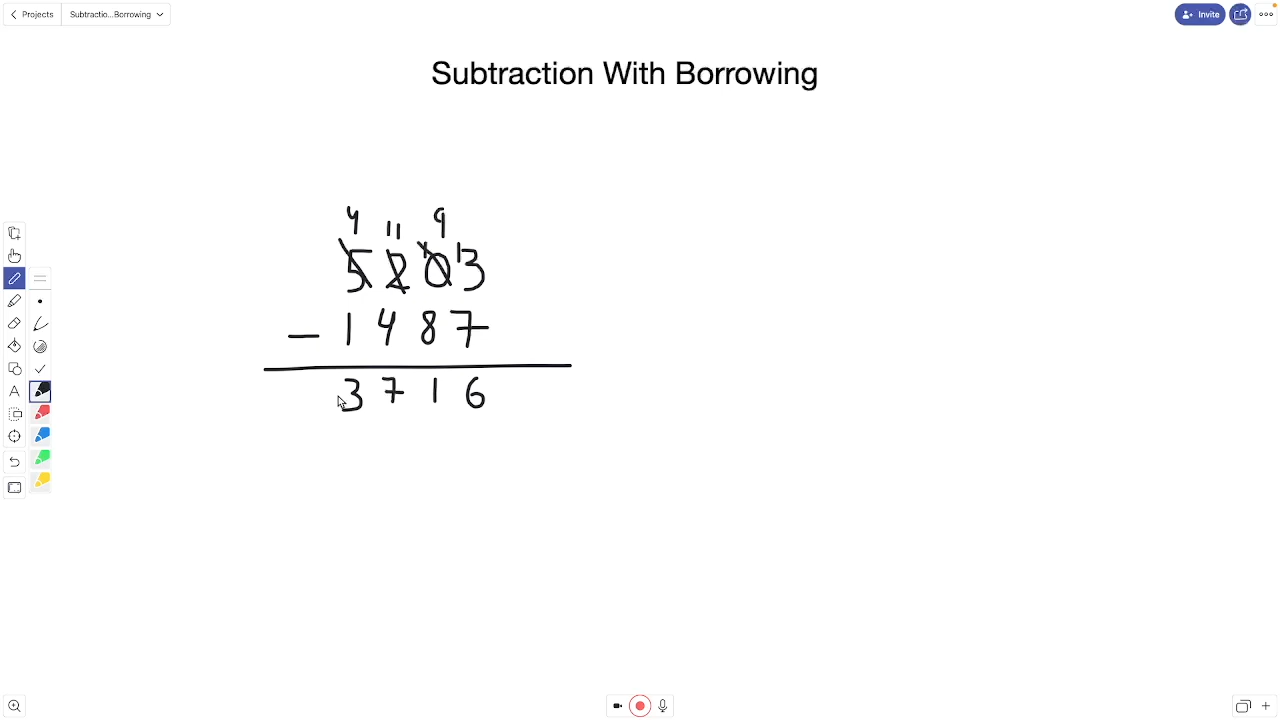 Projects Subtractio...Borrowing Invite
Subtraction With Borrowing
4 11 9
5 2 10 13
− 1 4 8 7
3 7 1 6
A